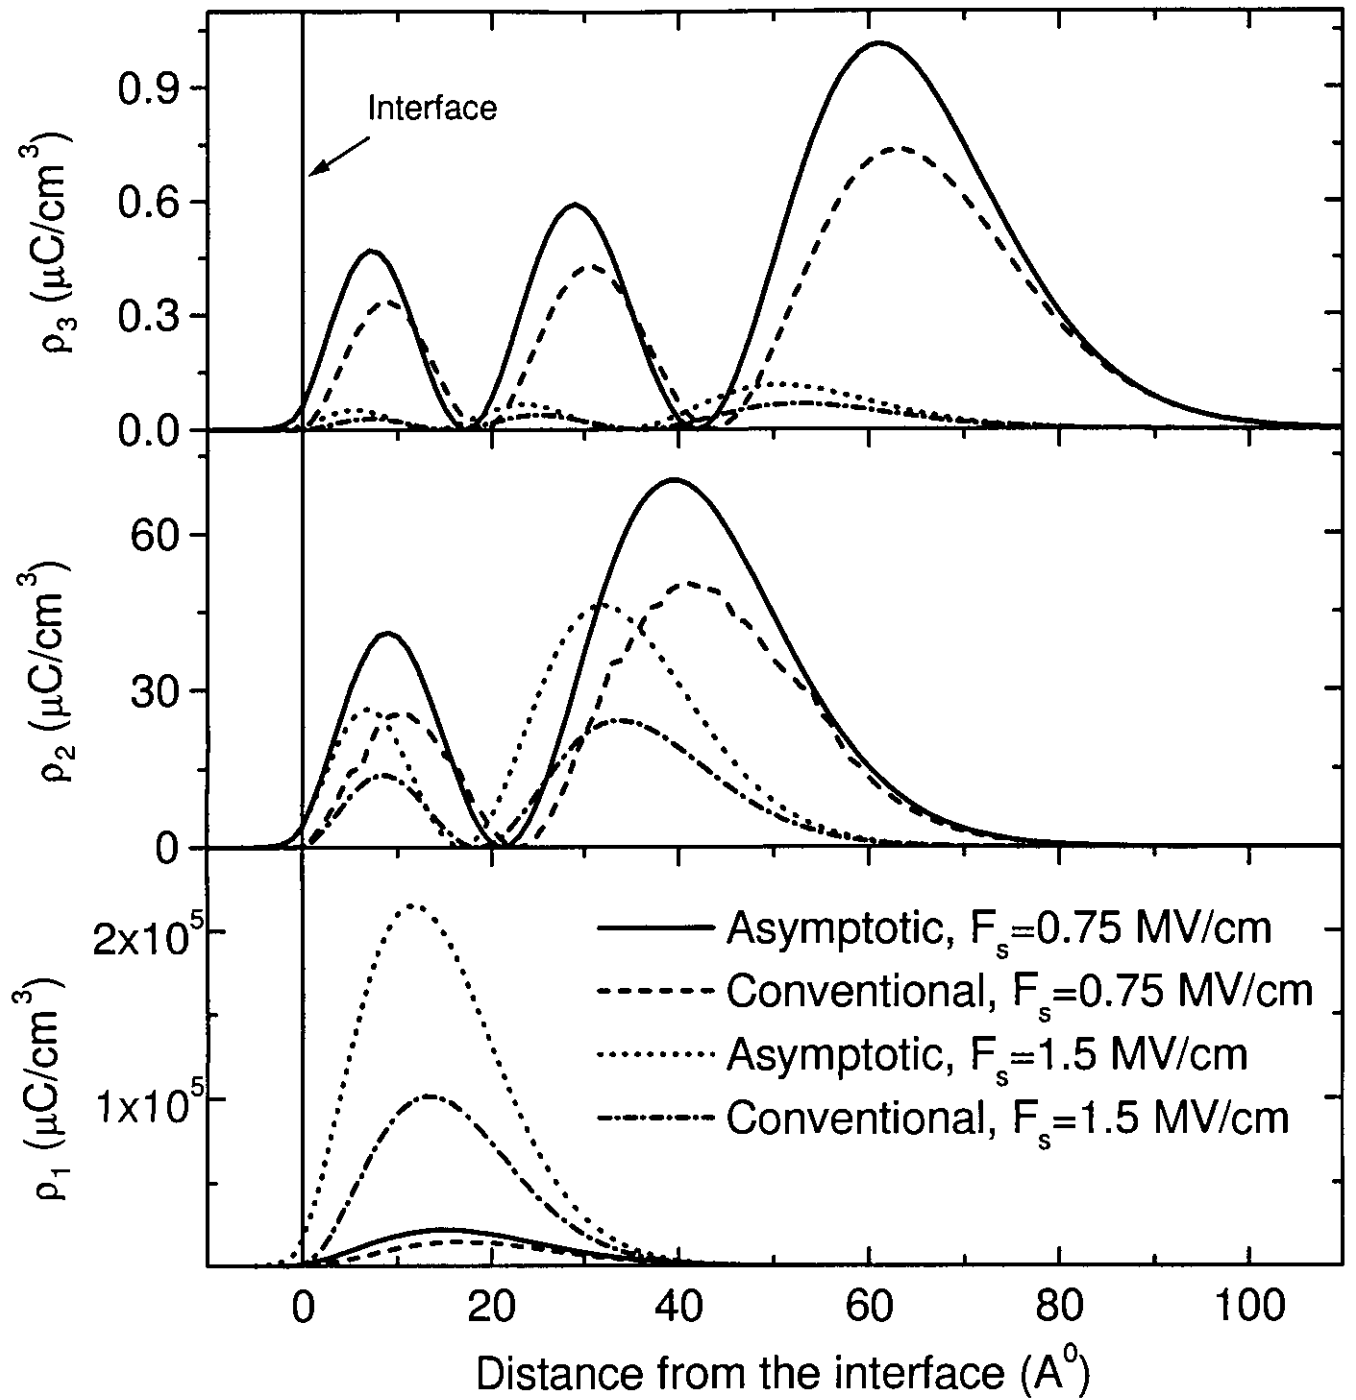 ρ₃ (μC/cm³)
0.9
0.6
0.3
0.0
Interface
ρ₂ (μC/cm³)
60
30
0
ρ₁ (μC/cm³)
2x10⁵
1x10⁵
Asymptotic, Fₛ=0.75 MV/cm
Conventional, Fₛ=0.75 MV/cm
Asymptotic, Fₛ=1.5 MV/cm
Conventional, Fₛ=1.5 MV/cm
0 20 40 60 80 100
Distance from the interface (A⁰)